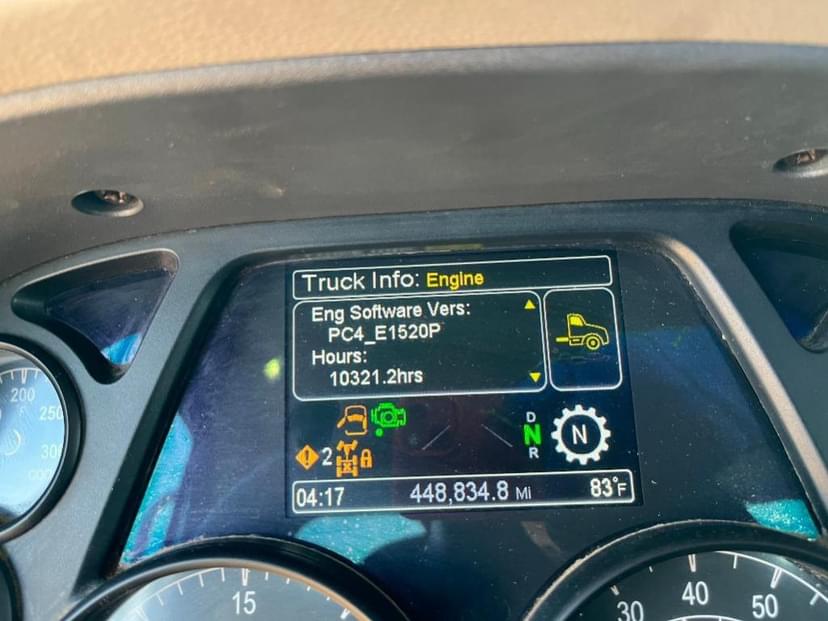 Truck Info: Engine
Eng Software Vers:
PC4_E1520P
Hours:
10321.2hrs
D
N
R
N
2
04:17
448,834.8 Mi
83°F
200
250
15
30
40
50